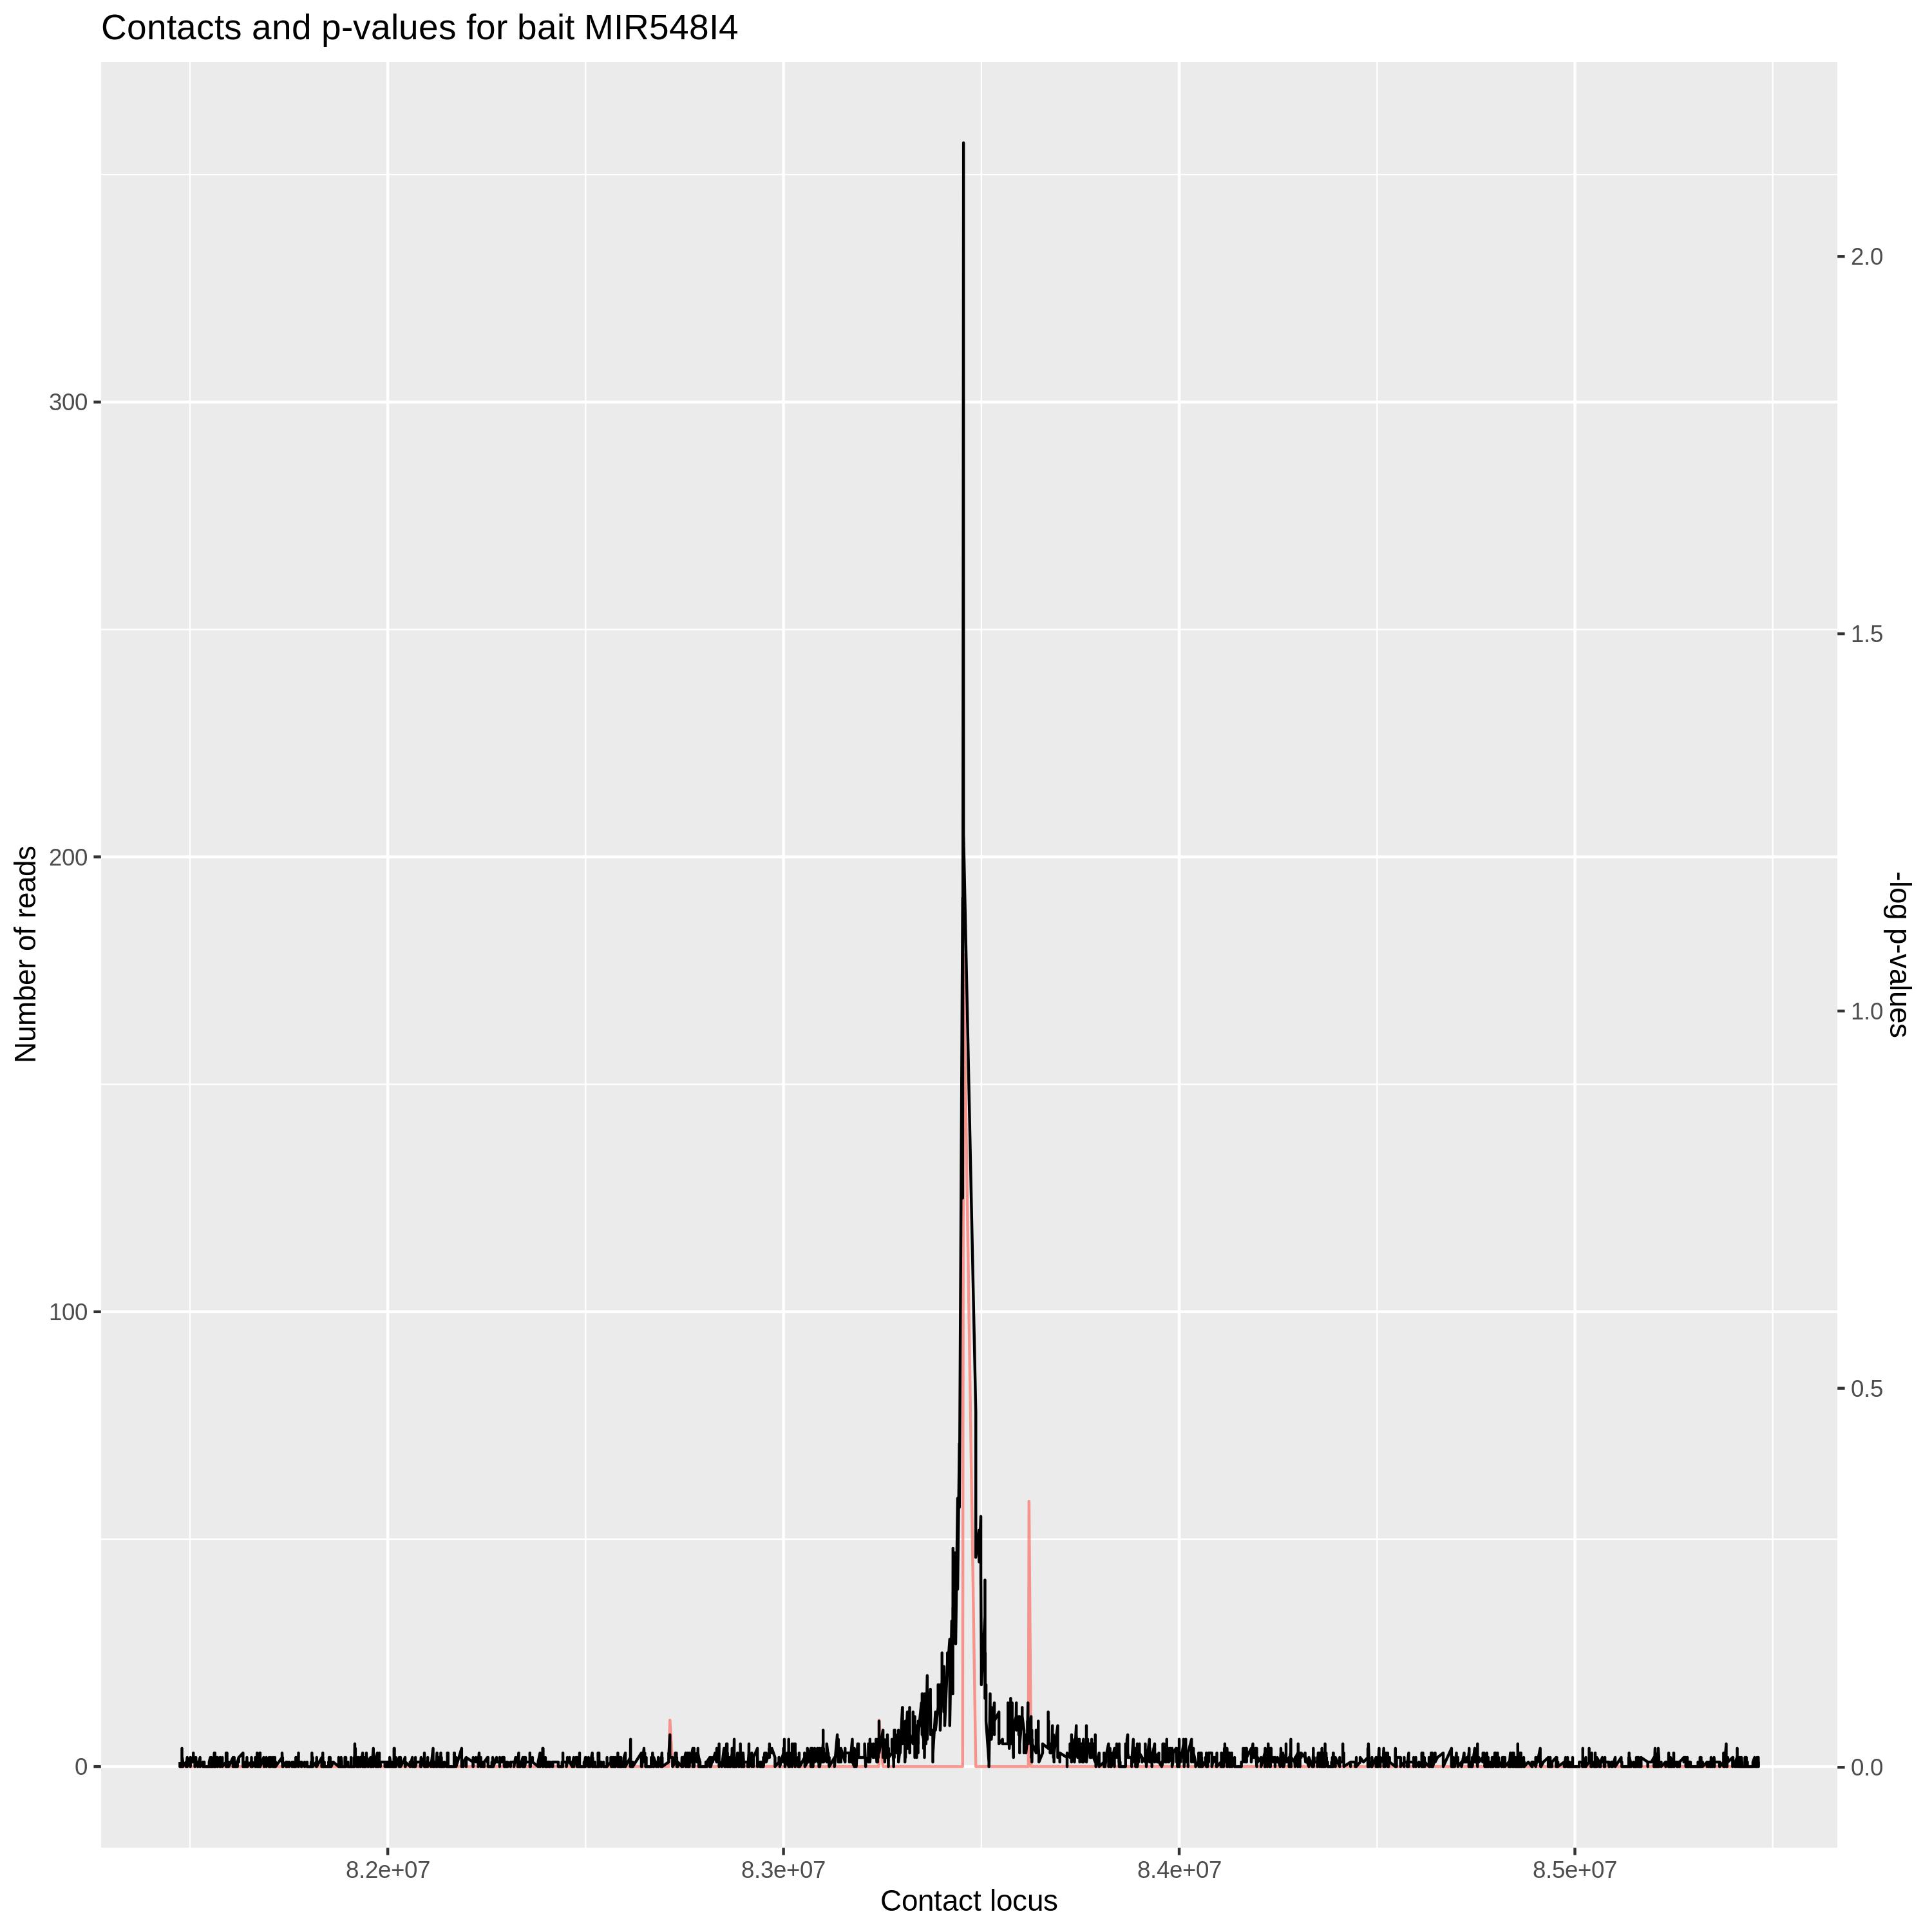 Contacts and p-values for bait MIR548I4
300
200
100
0
Number of reads
2.0
1.5
1.0
0.5
0.0
-log p-values
8.2e+07
8.3e+07
8.4e+07
8.5e+07
Contact locus